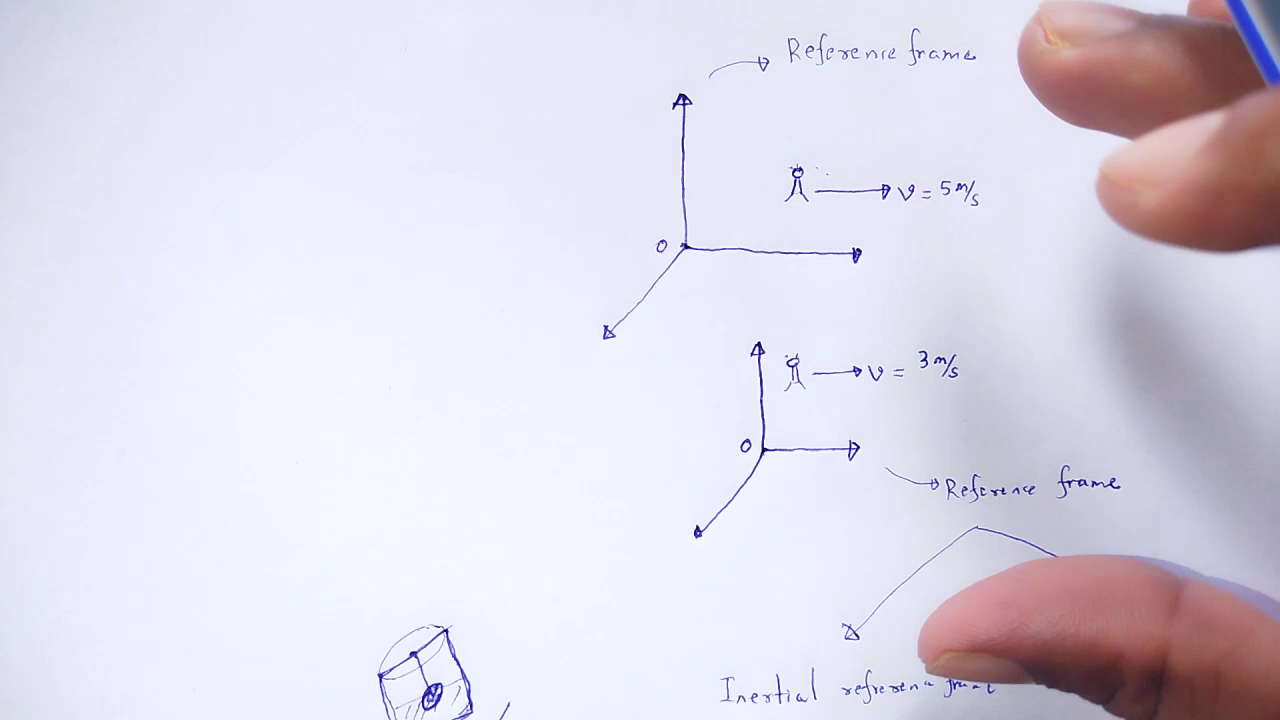 Reference frame
v = 5 m/s
O
v = 3 m/s
O
Reference frame
Inertial